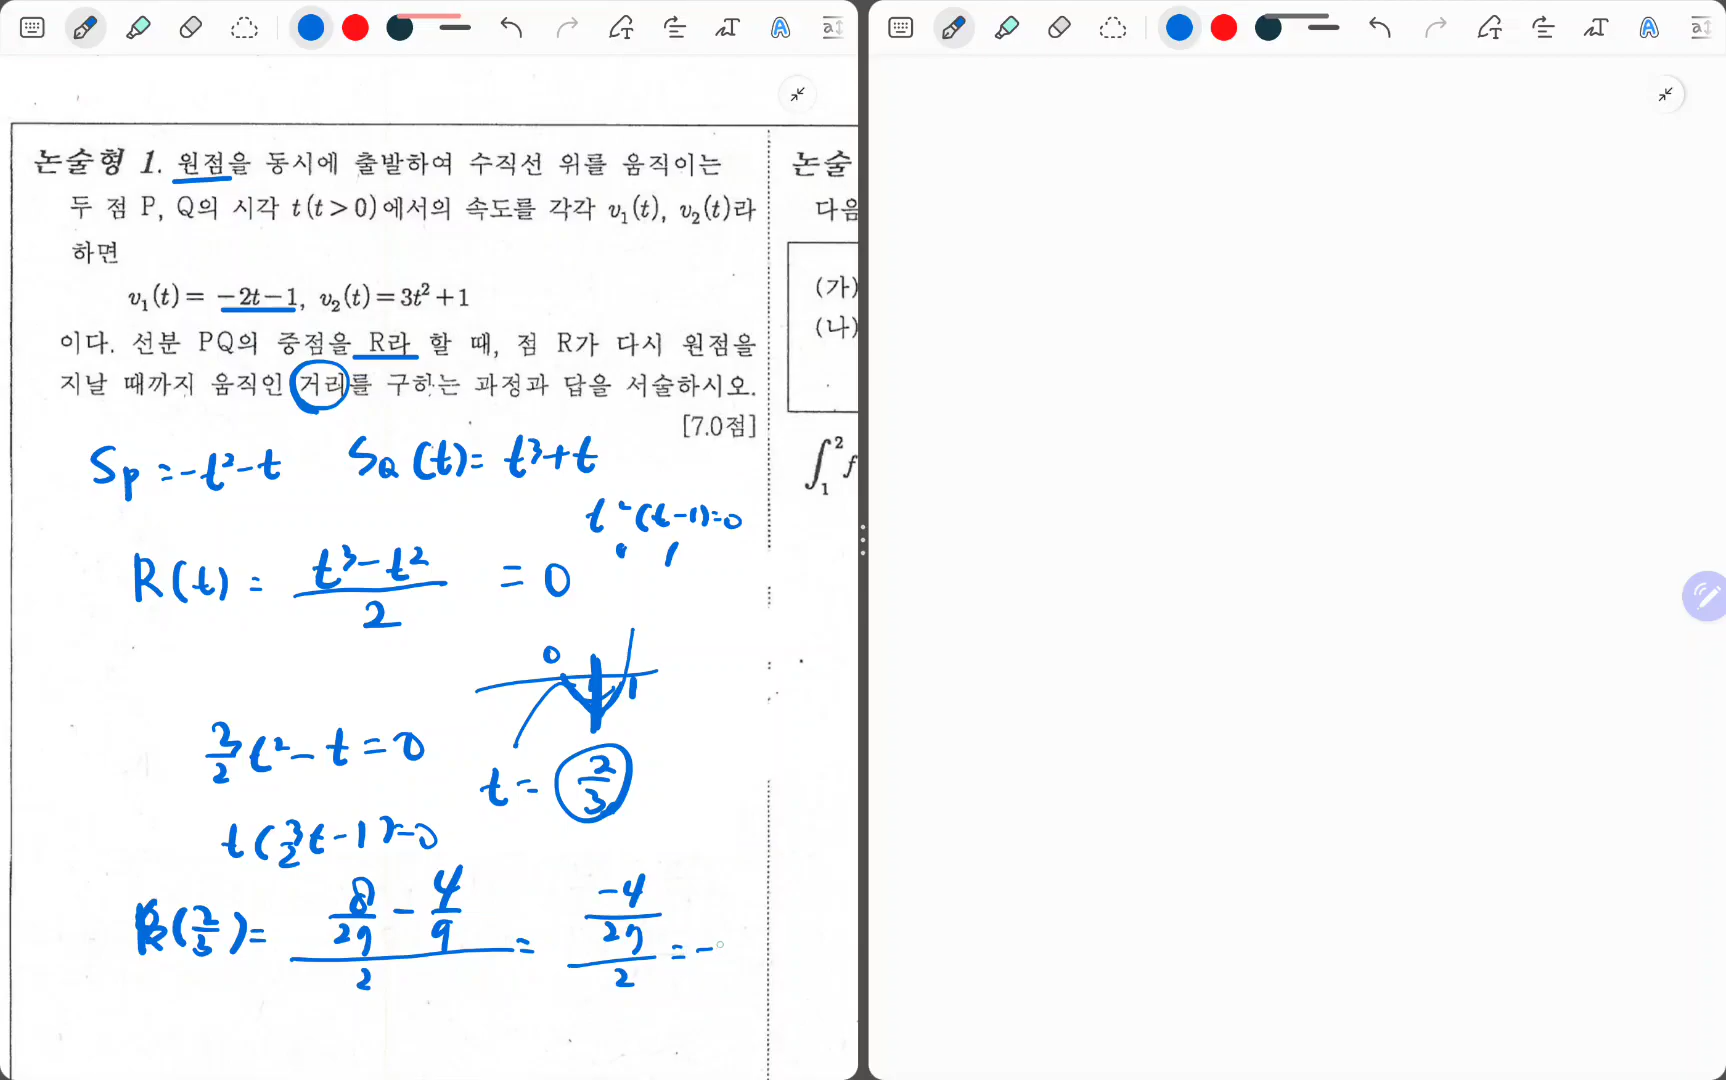 논술형 1. 원점을 동시에 출발하여 수직선 위를 움직이는
두 점 P, Q의 시각 t(t>0)에서의 속도를 각각 v₁(t), v₂(t)라
하면
v₁(t)=-2t-1, v₂(t)=3t²+1
이다. 선분 PQ의 중점을 R라 할 때, 점 R가 다시 원점을
지날 때까지 움직인 거리를 구하는 과정과 답을 서술하시오.
[7.0점]
Sp = -t²-t  S_Q(t) = t³+t
t²(t-1)=0
0 1
R(t) = (t³-t²)/2 = 0
0 1
3/2 t² - t = 0
t = 2/3
t(3/2 t - 1) = 0
R(2/3) = (8/27 - 4/9)/2 = (-4/27)/2 = -
논술
다음
(가)
(나)
∫₁² f